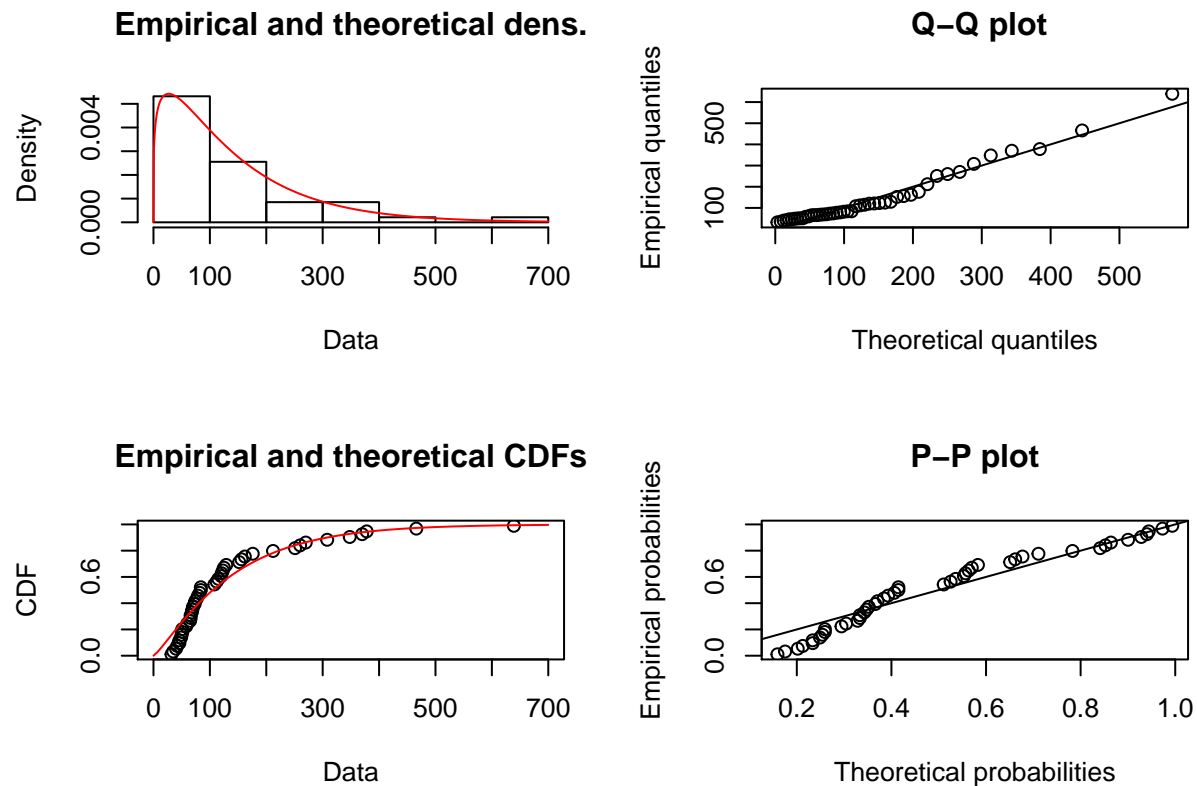 Empirical and theoretical dens.
Density
0.000 0.004
0 100 300 500 700
Data
Q−Q plot
Empirical quantiles
100 500
0 100 200 300 400 500
Theoretical quantiles
Empirical and theoretical CDFs
CDF
0.0 0.6
0 100 300 500 700
Data
P−P plot
Empirical probabilities
0.0 0.6
0.2 0.4 0.6 0.8 1.0
Theoretical probabilities